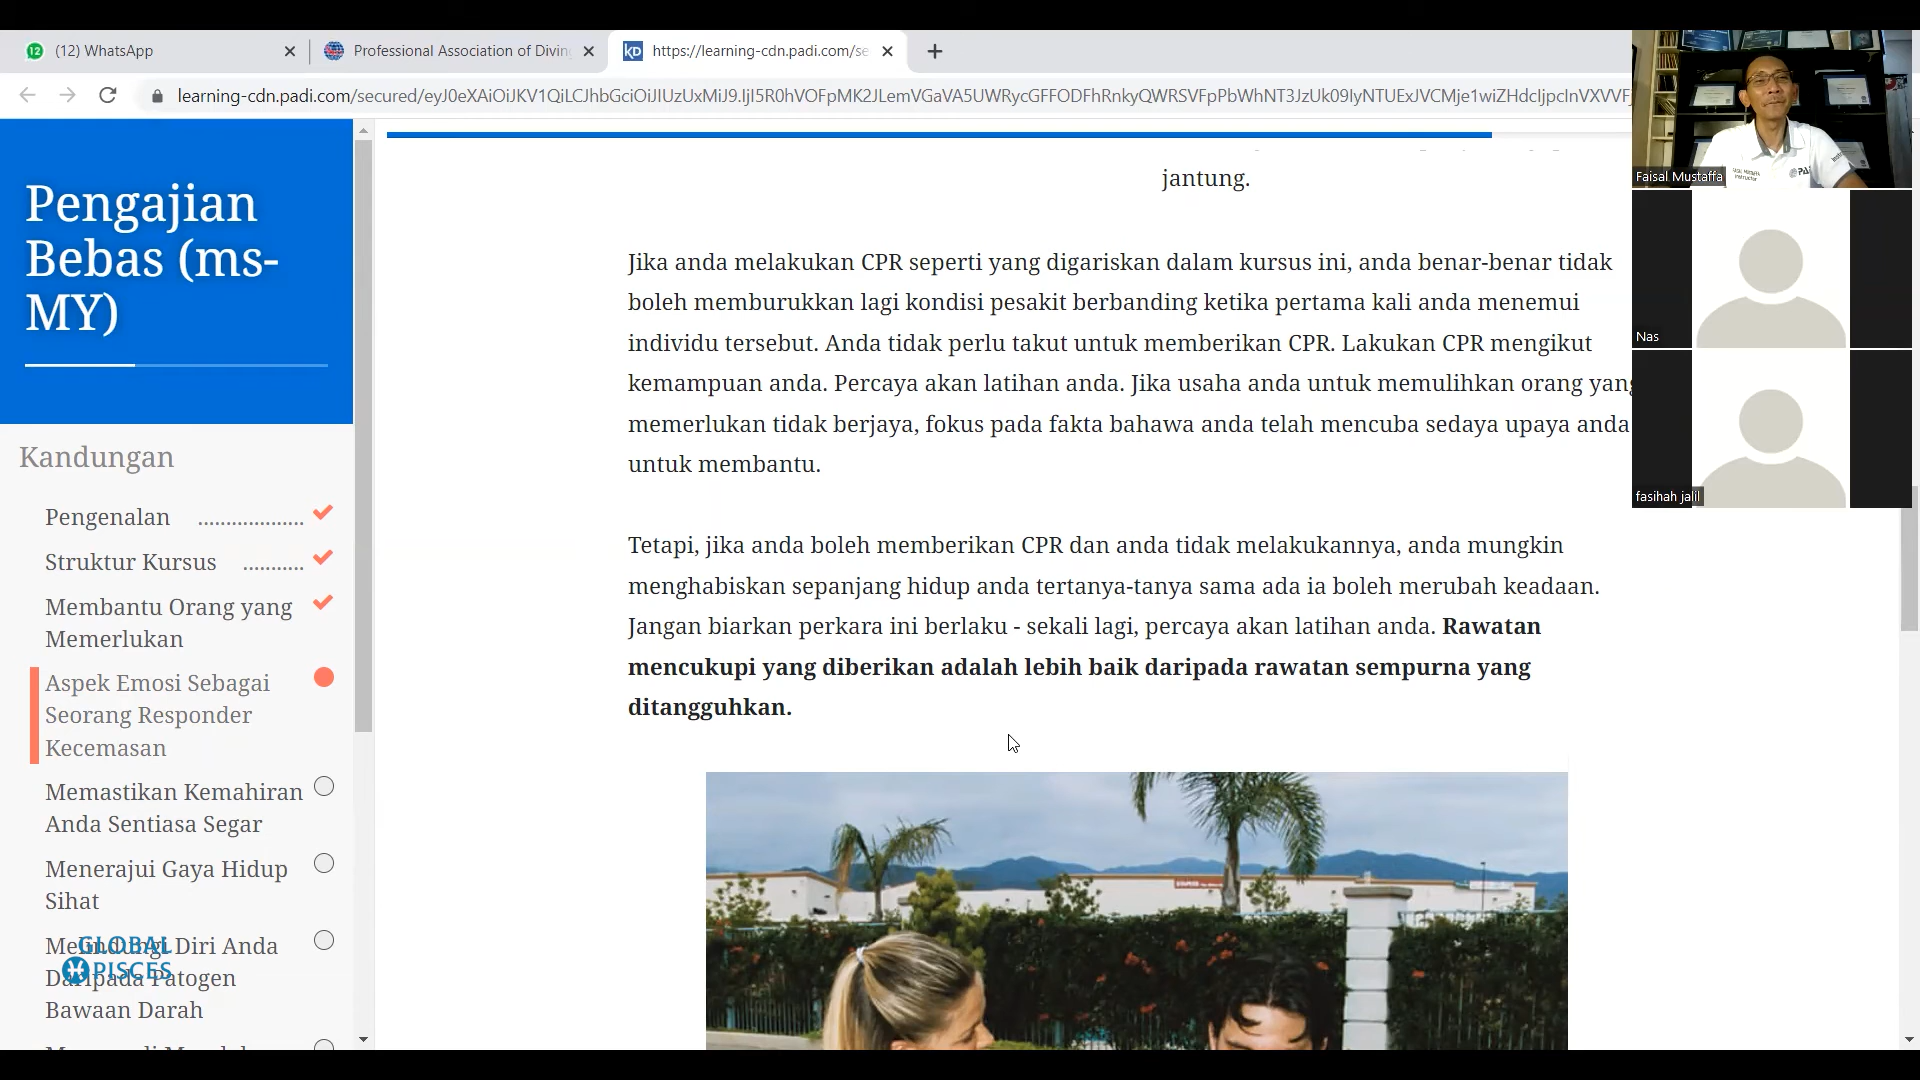 (12) WhatsApp
Professional Association of Diving
https://learning-cdn.padi.com/se
Pengajian
Bebas (ms-
MY)
Kandungan
Pengenalan ...................
Struktur Kursus ...........
Membantu Orang yang
Memerlukan
Aspek Emosi Sebagai
Seorang Responder
Kecemasan
Memastikan Kemahiran
Anda Sentiasa Segar
Menerajui Gaya Hidup
Sihat
Melindungi Diri Anda
Daripada Patogen
Bawaan Darah
GLOBAL
PISCES
jantung.
Jika anda melakukan CPR seperti yang digariskan dalam kursus ini, anda benar-benar tidak
boleh memburukkan lagi kondisi pesakit berbanding ketika pertama kali anda menemui
individu tersebut. Anda tidak perlu takut untuk memberikan CPR. Lakukan CPR mengikut
kemampuan anda. Percaya akan latihan anda. Jika usaha anda untuk memulihkan orang yang
memerlukan tidak berjaya, fokus pada fakta bahawa anda telah mencuba sedaya upaya anda
untuk membantu.
Tetapi, jika anda boleh memberikan CPR dan anda tidak melakukannya, anda mungkin
menghabiskan sepanjang hidup anda tertanya-tanya sama ada ia boleh merubah keadaan.
Jangan biarkan perkara ini berlaku - sekali lagi, percaya akan latihan anda. Rawatan
mencukupi yang diberikan adalah lebih baik daripada rawatan sempurna yang
ditangguhkan.
Faisal Mustaffa
Nas
fasihah jalil